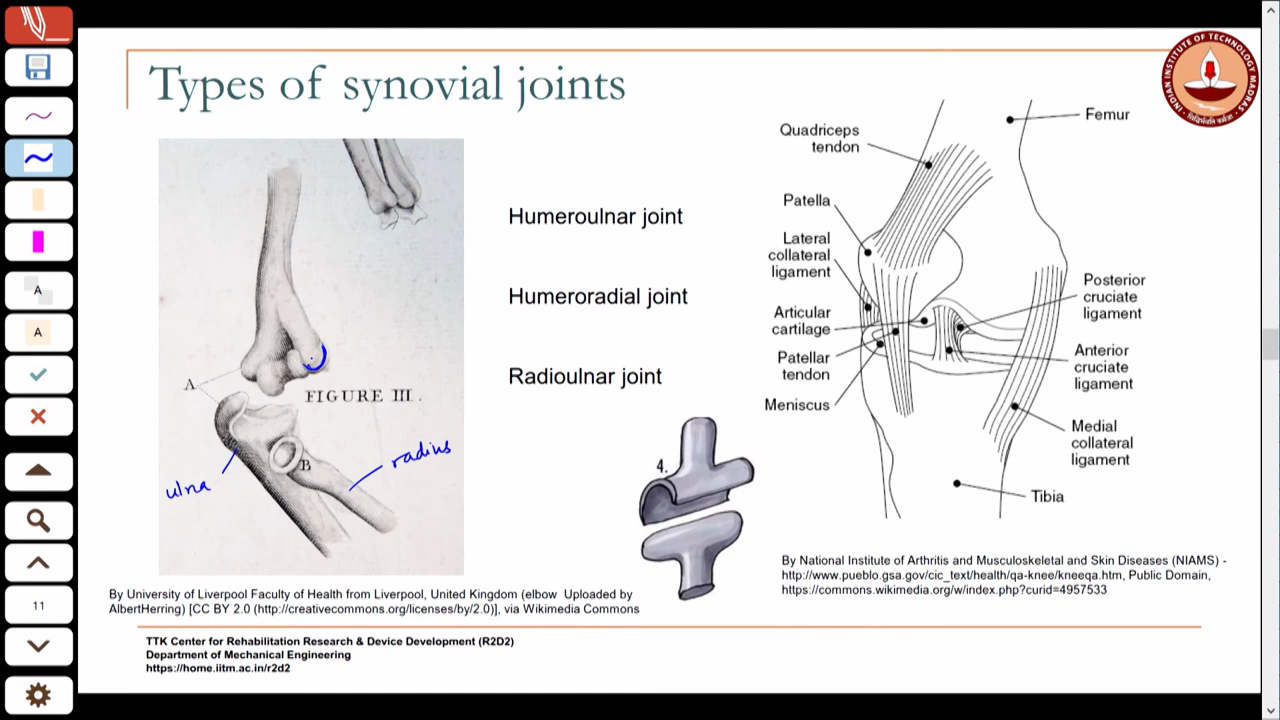 Types of synovial joints
INDIAN INSTITUTE OF TECHNOLOGY MADRAS
A
FIGURE III.
B
ulna
radius
By University of Liverpool Faculty of Health from Liverpool, United Kingdom (elbow Uploaded by
AlbertHerring) [CC BY 2.0 (http://creativecommons.org/licenses/by/2.0)], via Wikimedia Commons
Humeroulnar joint
Humeroradial joint
Radioulnar joint
4.
Quadriceps
tendon
Patella
Lateral
collateral
ligament
Articular
cartilage
Patellar
tendon
Meniscus
Femur
Posterior
cruciate
ligament
Anterior
cruciate
ligament
Medial
collateral
ligament
Tibia
By National Institute of Arthritis and Musculoskeletal and Skin Diseases (NIAMS) -
http://www.pueblo.gsa.gov/cic_text/health/qa-knee/kneeqa.htm, Public Domain,
https://commons.wikimedia.org/w/index.php?curid=4957533
TTK Center for Rehabilitation Research & Device Development (R2D2)
Department of Mechanical Engineering
https://home.iitm.ac.in/r2d2
A
A
11